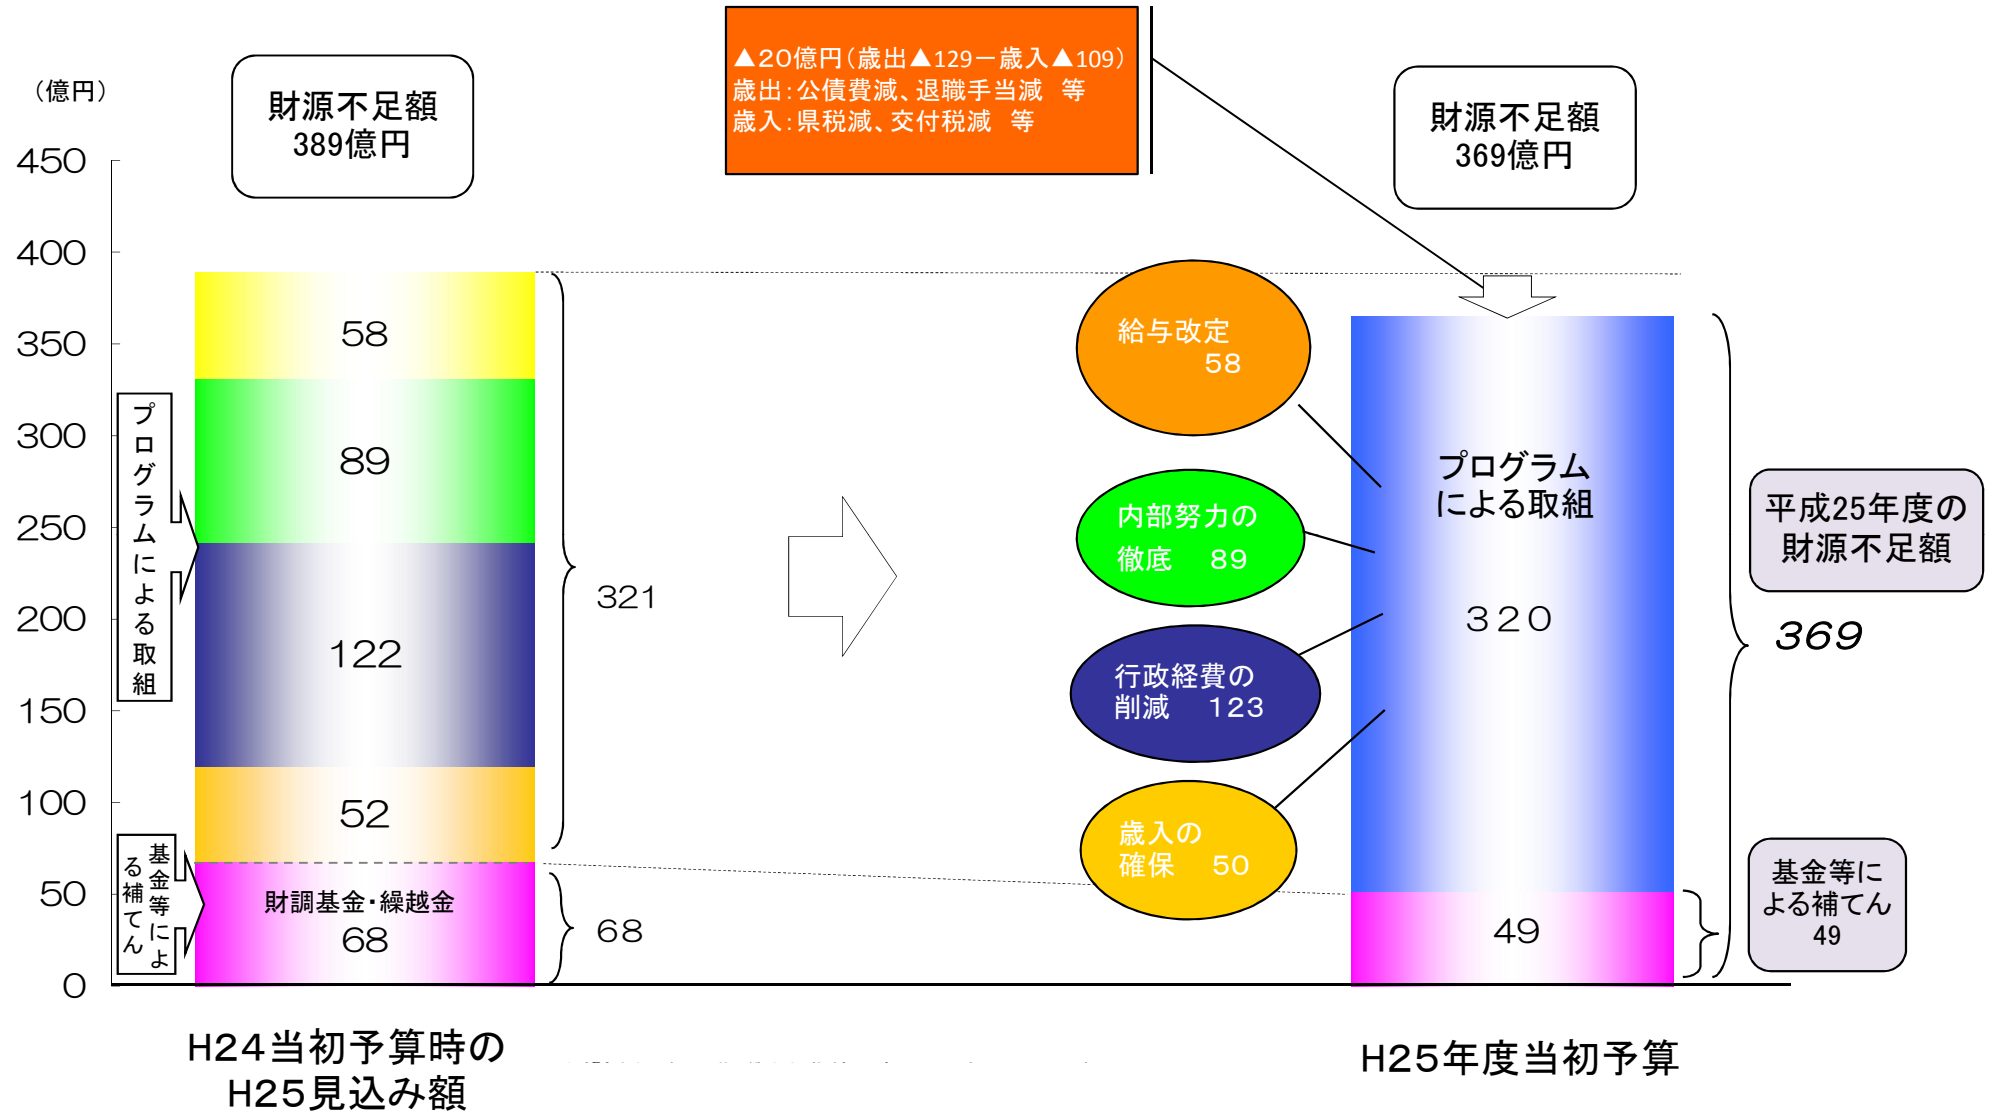 （億円）
財源不足額
389億円
▲２０億円（歳出▲129－歳入▲109）
歳出：公債費減、退職手当減　等
歳入：県税減、交付税減　等
財源不足額
369億円
450
400
350
300
250
200
150
100
50
0
プログラムによる取組
基金等によ
る補てん
58
89
122
52
財調基金・繰越金
68
321
68
給与改定
５８
内部努力の
徹底　８９
行政経費の
削減　１２３
歳入の
確保　５０
プログラム
による取組
３２０
49
平成25年度の
財源不足額
369
基金等に
よる補てん
49
Ｈ２４当初予算時の
Ｈ２５見込み額
Ｈ２５年度当初予算